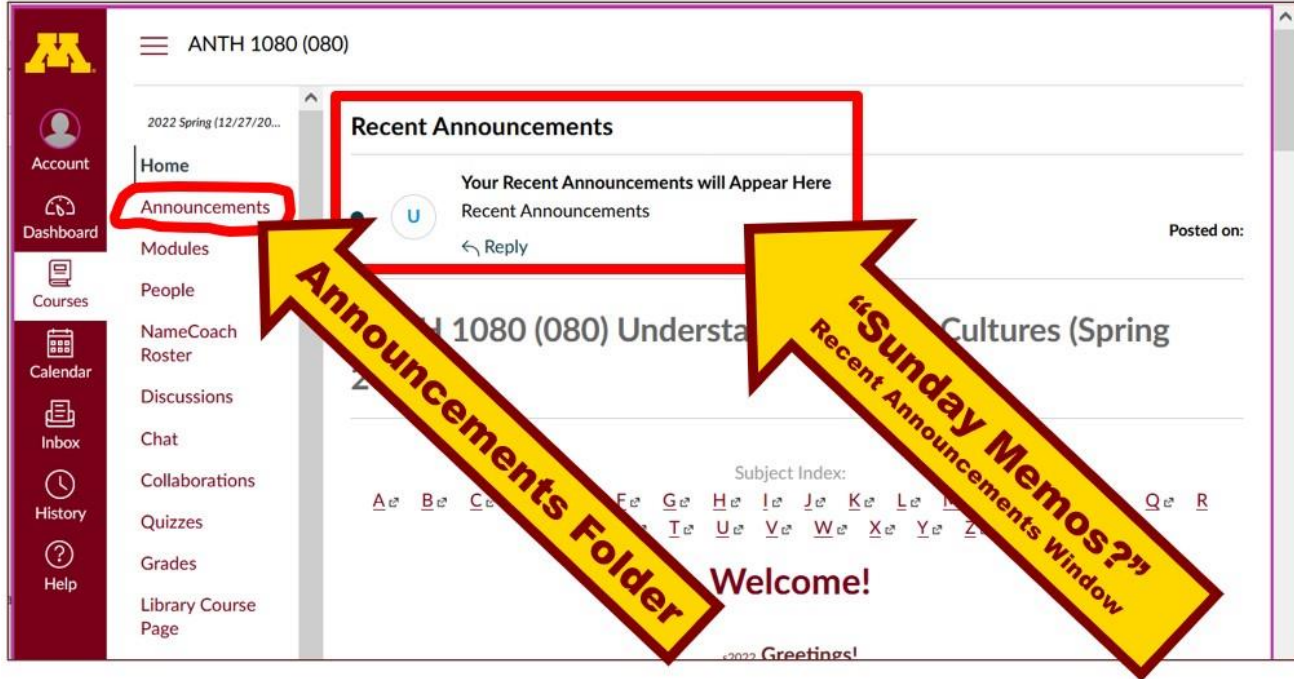 M
ANTH 1080 (080)
Account
Dashboard
Courses
Calendar
Inbox
History
Help
2022 Spring (12/27/20...
Home
Announcements
Modules
People
NameCoach
Roster
Discussions
Chat
Collaborations
Quizzes
Grades
Library Course
Page
Recent Announcements
U
Your Recent Announcements will Appear Here
Recent Announcements
Reply
Posted on:
1080 (080) Understa Cultures (Spring
2
Subject Index:
A B C F G H I J K L M Q R
T U V W X Y Z
Welcome!
s2022 Greetings!
Announcements Folder
“Sunday Memos?”
Recent Announcements Window